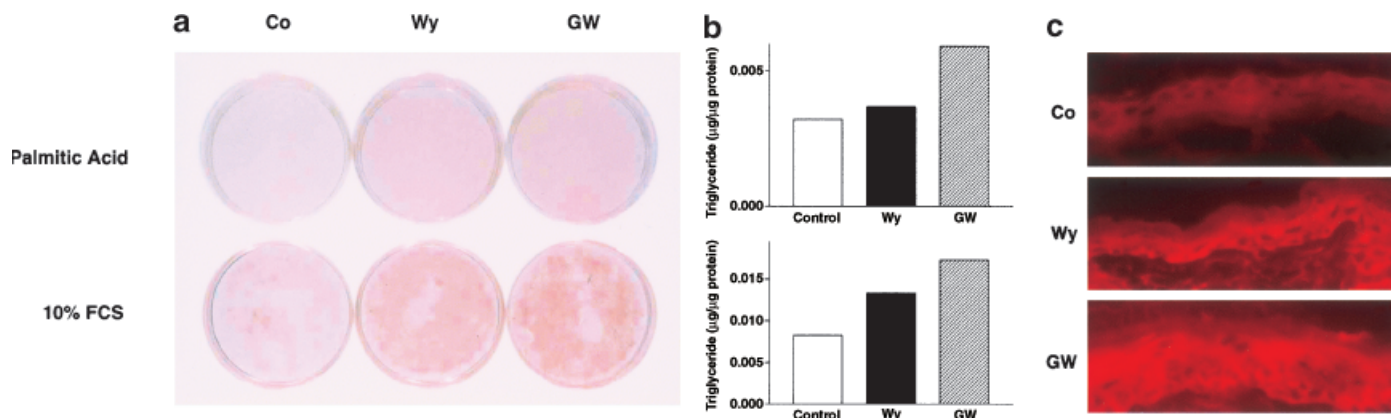 a
Co Wy GW
Palmitic Acid
10% FCS
b
Triglyceride (µg/µg protein)
0.005
0.000
Control Wy GW
Triglyceride (µg/µg protein)
0.015
0.010
0.005
0.000
Control Wy GW
c
Co
Wy
GW